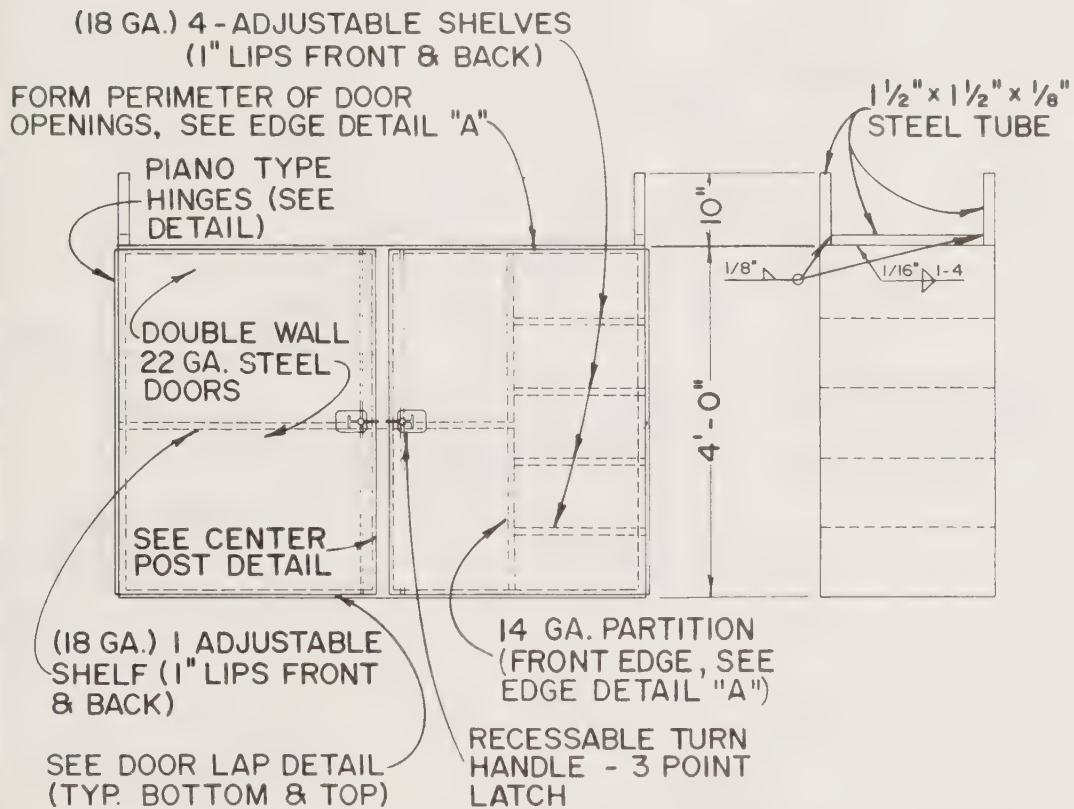 (18 GA.) 4 - ADJUSTABLE SHELVES
(1" LIPS FRONT & BACK)
FORM PERIMETER OF DOOR
OPENINGS, SEE EDGE DETAIL "A"
1 1/2" x 1 1/2" x 1/8"
STEEL TUBE
PIANO TYPE
HINGES (SEE
DETAIL)
10"
1/8"
1/16" 1-4
DOUBLE WALL
22 GA. STEEL
DOORS
4'-0"
SEE CENTER
POST DETAIL
(18 GA.) 1 ADJUSTABLE
SHELF (1" LIPS FRONT
& BACK)
14 GA. PARTITION
(FRONT EDGE, SEE
EDGE DETAIL "A")
SEE DOOR LAP DETAIL
(TYP. BOTTOM & TOP)
RECESSABLE TURN
HANDLE - 3 POINT
LATCH